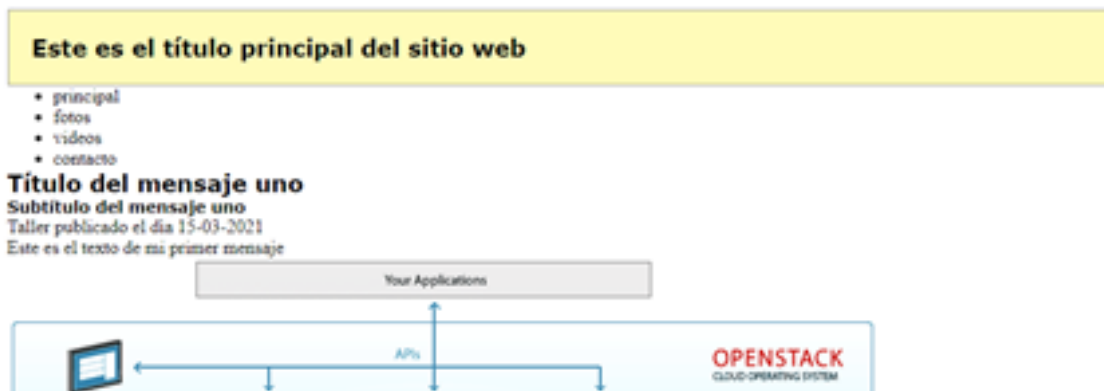 Este es el título principal del sitio web
principal
fotos
videos
contacto
Título del mensaje uno
Subtítulo del mensaje uno
Taller publicado el dia 15-03-2021
Este es el texto de mi primer mensaje
Your Applications
APIs
OPENSTACK
CLOUD OPERATING SYSTEM